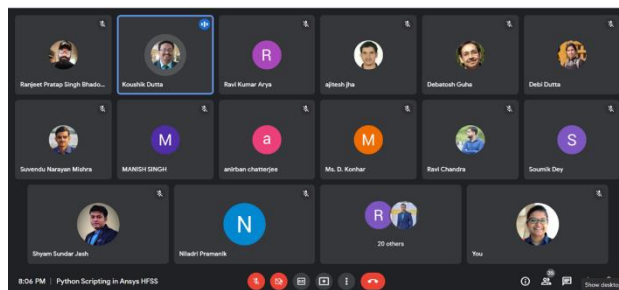 Ranjeet Pratap Singh Bhado...
Koushik Dutta
R
Ravi Kumar Arya
ajitesh jha
Debatosh Guha
Debi Dutta
Suvendu Narayan Mishra
M
MANISH SINGH
a
anirban chatterjee
M
Ms. D. Konhar
Ravi Chandra
S
Soumik Dey
Shyam Sundar Jash
N
Niladri Pramanik
R
20 others
You
8:06 PM | Python Scripting in Ansys HFSS
35
Show deskto